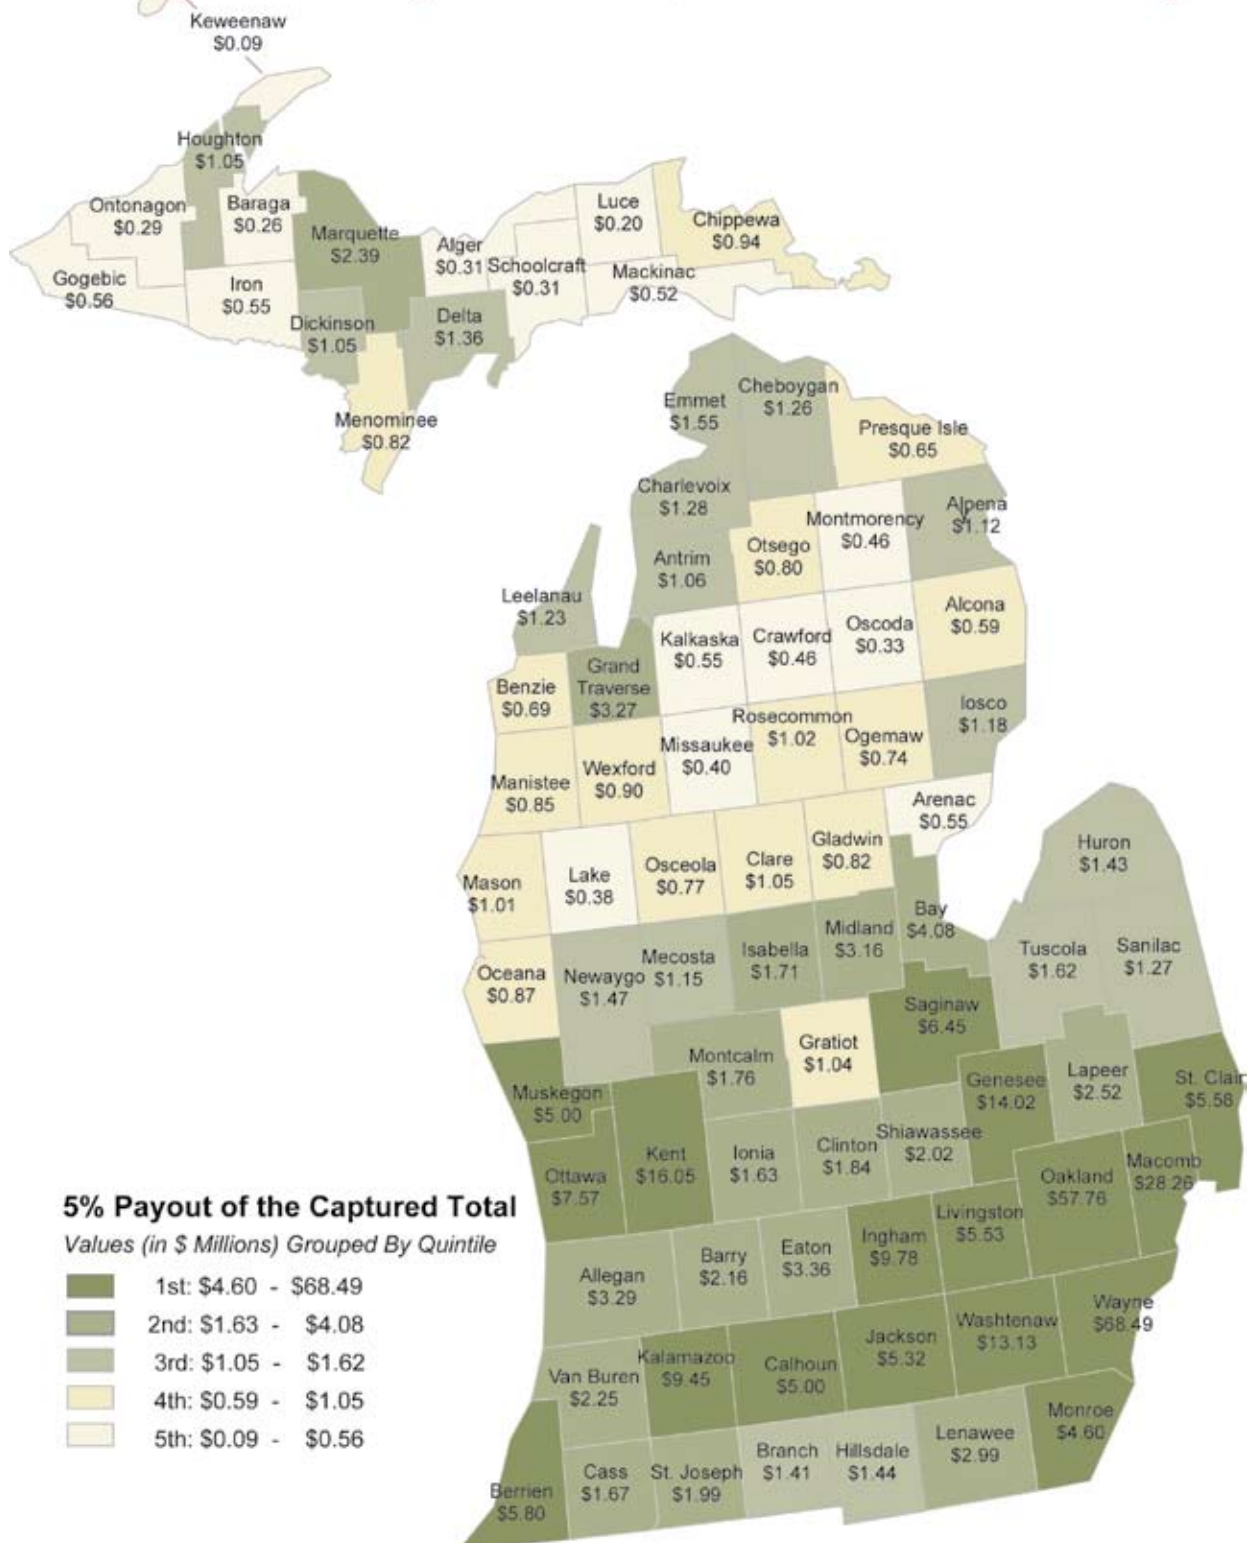 Keweenaw
$0.09
Houghton
$1.05
Ontonagon
$0.29
Baraga
$0.26
Marquette
$2.39
Alger
$0.31
Schoolcraft
$0.31
Luce
$0.20
Chippewa
$0.94
Mackinac
$0.52
Gogebic
$0.56
Iron
$0.55
Dickinson
$1.05
Delta
$1.36
Menominee
$0.82
Emmet
$1.55
Cheboygan
$1.26
Presque Isle
$0.65
Charlevoix
$1.28
Montmorency
$0.46
Alpena
$1.12
Otsego
$0.80
Antrim
$1.06
Leelanau
$1.23
Kalkaska
$0.55
Crawford
$0.46
Oscoda
$0.33
Alcona
$0.59
Benzie
$0.69
Grand
Traverse
$3.27
Missaukee
$0.40
Rosecommon
$1.02
Ogemaw
$0.74
Iosco
$1.18
Manistee
$0.85
Wexford
$0.90
Arenac
$0.55
Mason
$1.01
Lake
$0.38
Osceola
$0.77
Clare
$1.05
Gladwin
$0.82
Huron
$1.43
Bay
$4.08
Oceana
$0.87
Newaygo
$1.47
Mecosta
$1.15
Isabella
$1.71
Midland
$3.16
Tuscola
$1.62
Sanilac
$1.27
Saginaw
$6.45
Montcalm
$1.76
Gratiot
$1.04
Muskegon
$5.00
Genesee
$14.02
Lapeer
$2.52
St. Clair
$5.58
Ottawa
$7.57
Kent
$16.05
Ionia
$1.63
Clinton
$1.84
Shiawassee
$2.02
Oakland
$57.76
Macomb
$28.26
Livingston
$5.53
Ingham
$9.78
Allegan
$3.29
Barry
$2.16
Eaton
$3.36
Wayne
$68.49
Washtenaw
$13.13
Jackson
$5.32
Calhoun
$5.00
Kalamazoo
$9.45
Van Buren
$2.25
Berrien
$5.80
Cass
$1.67
St. Joseph
$1.99
Branch
$1.41
Hillsdale
$1.44
Lenawee
$2.99
Monroe
$4.60
5% Payout of the Captured Total
Values (in $ Millions) Grouped By Quintile
1st: $4.60 - $68.49
2nd: $1.63 - $4.08
3rd: $1.05 - $1.62
4th: $0.59 - $1.05
5th: $0.09 - $0.56